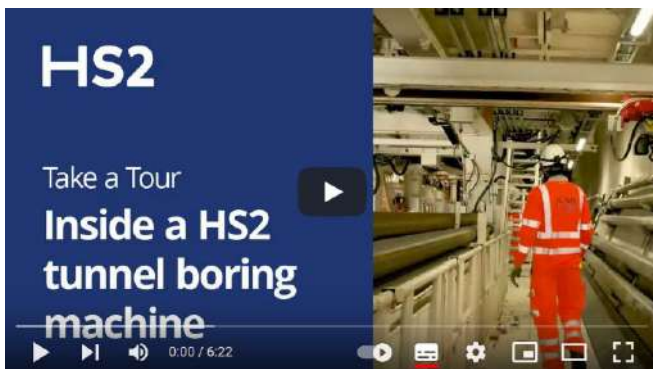 HS2
Take a Tour
Inside a HS2
tunnel boring
machine
0:00 / 6:22